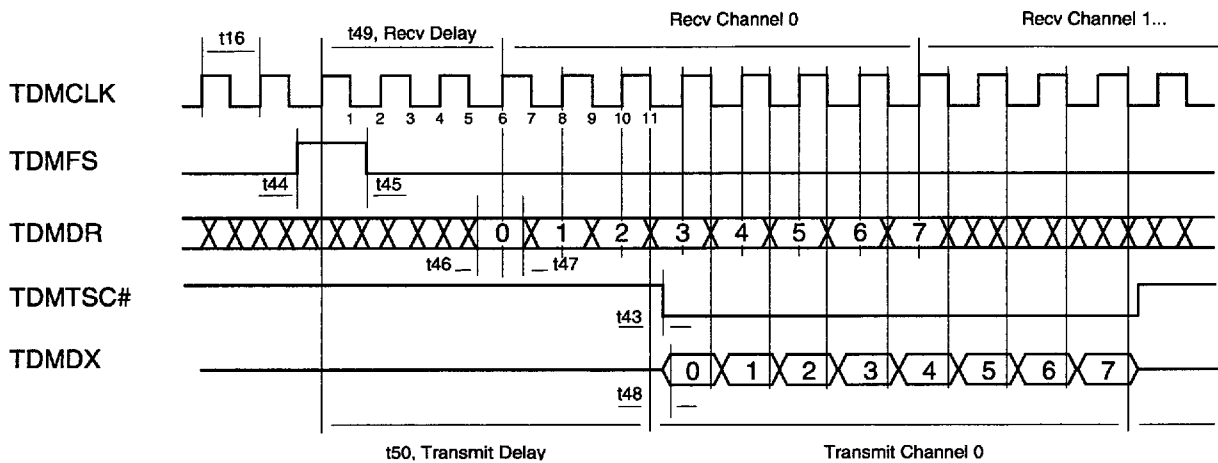 Recv Channel 0
Recv Channel 1...
t16
t49, Recv Delay
TDMCLK
1 2 3 4 5 6 7 8 9 10 11
TDMFS
t44
t45
TDMDR
0 1 2 3 4 5 6 7
t46
t47
TDMTSC#
t43
TDMDX
0 1 2 3 4 5 6 7
t48
t50, Transmit Delay
Transmit Channel 0